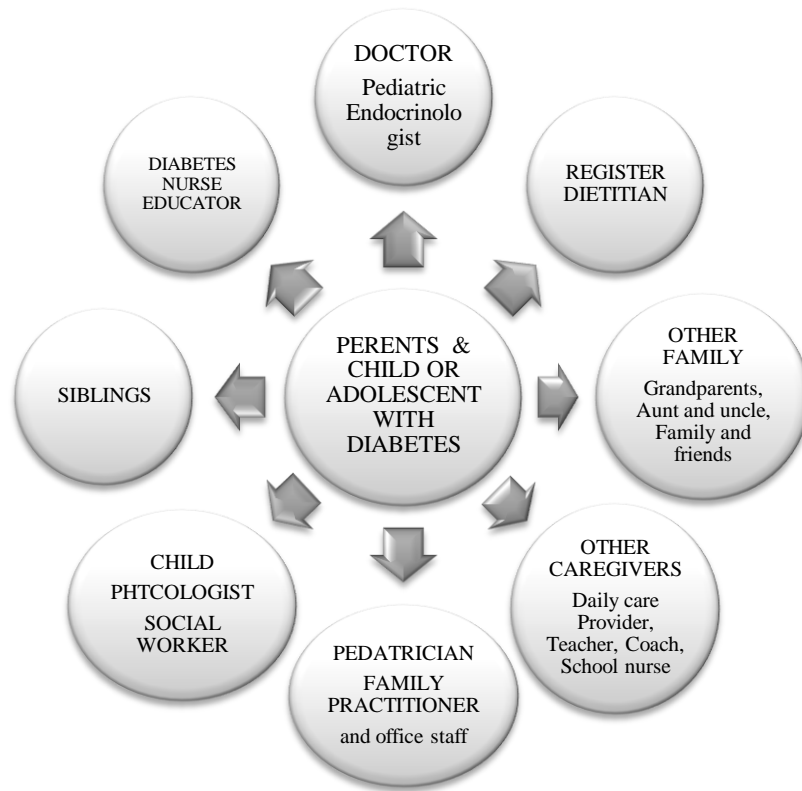 DOCTOR
Pediatric
Endocrinolo
gist
REGISTER
DIETITIAN
OTHER
FAMILY
Grandparents,
Aunt and uncle,
Family and
friends
OTHER
CAREGIVERS
Daily care
Provider,
Teacher, Coach,
School nurse
PEDATRICIAN
FAMILY
PRACTITIONER
and office staff
CHILD
PHTCOLOGIST
SOCIAL
WORKER
SIBLINGS
DIABETES
NURSE
EDUCATOR
PERENTS &
CHILD OR
ADOLESCENT
WITH
DIABETES